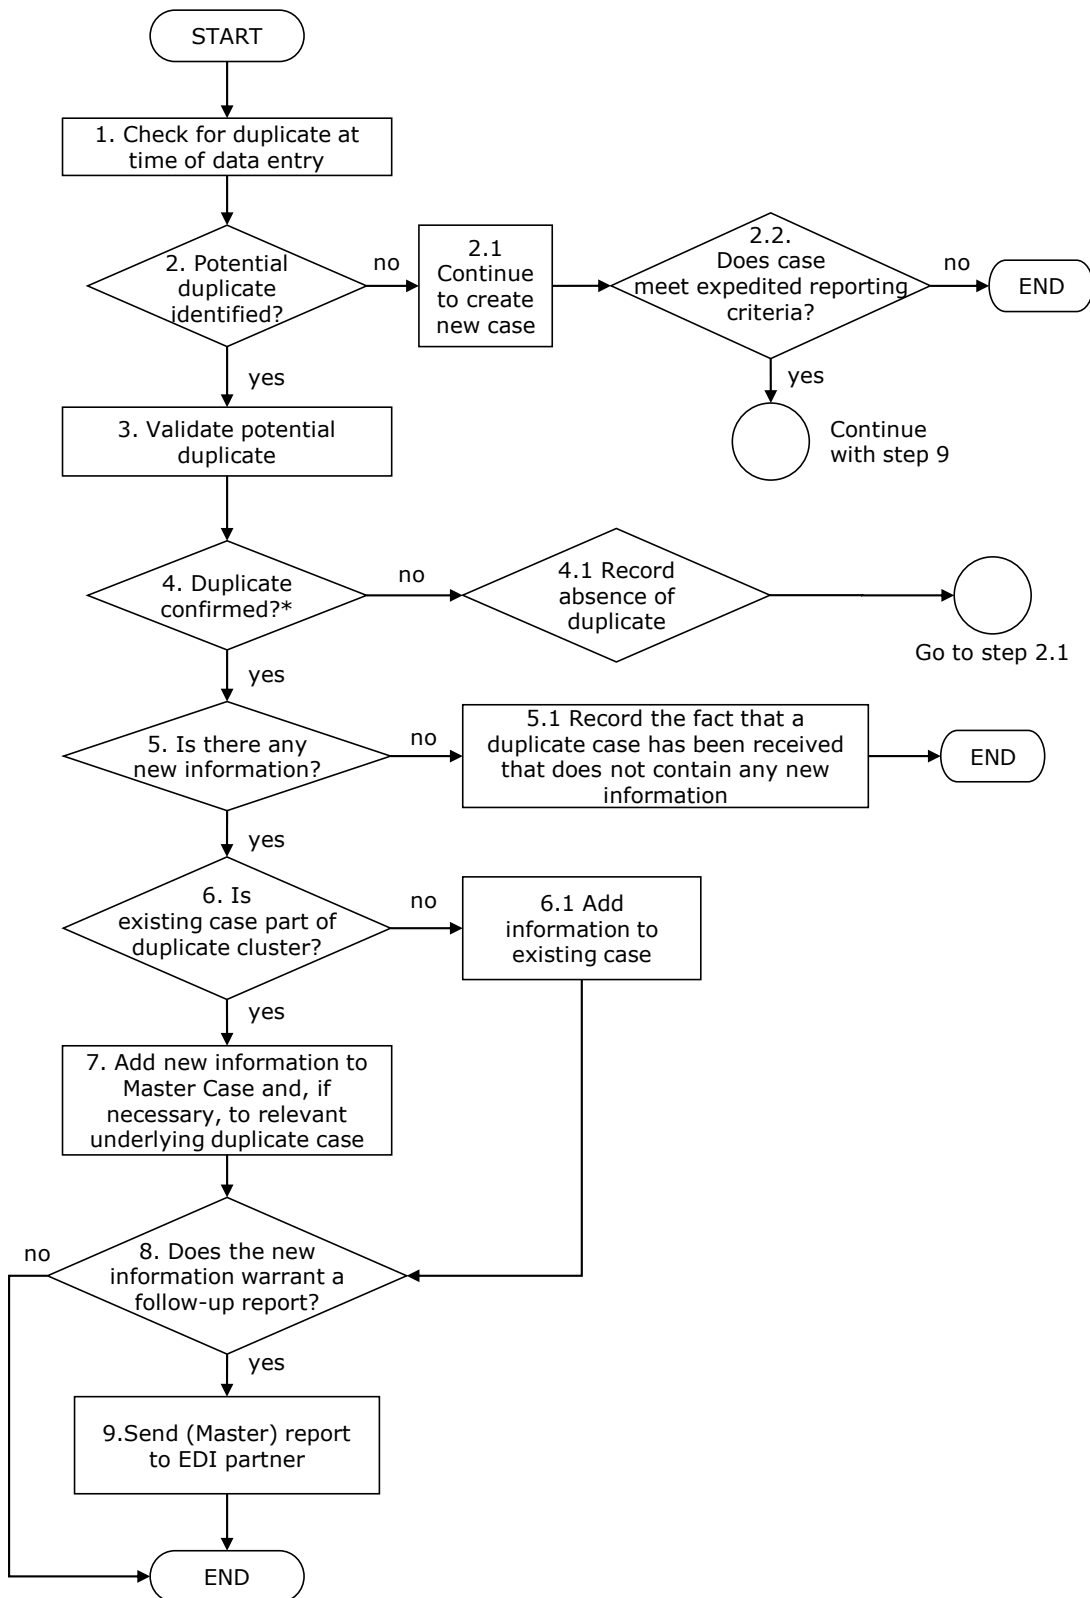 START
1. Check for duplicate at
time of data entry
2. Potential
duplicate
identified?
no
2.1
Continue
to create
new case
2.2.
Does case
meet expedited reporting
criteria?
no
END
yes
yes
3. Validate potential
duplicate
Continue
with step 9
4. Duplicate
confirmed?*
no
4.1 Record
absence of
duplicate
Go to step 2.1
yes
5. Is there any
new information?
no
5.1 Record the fact that a
duplicate case has been received
that does not contain any new
information
END
yes
6. Is
existing case part of
duplicate cluster?
no
6.1 Add
information to
existing case
yes
7. Add new information to
Master Case and, if
necessary, to relevant
underlying duplicate case
no
8. Does the new
information warrant a
follow-up report?
yes
9.Send (Master) report
to EDI partner
END